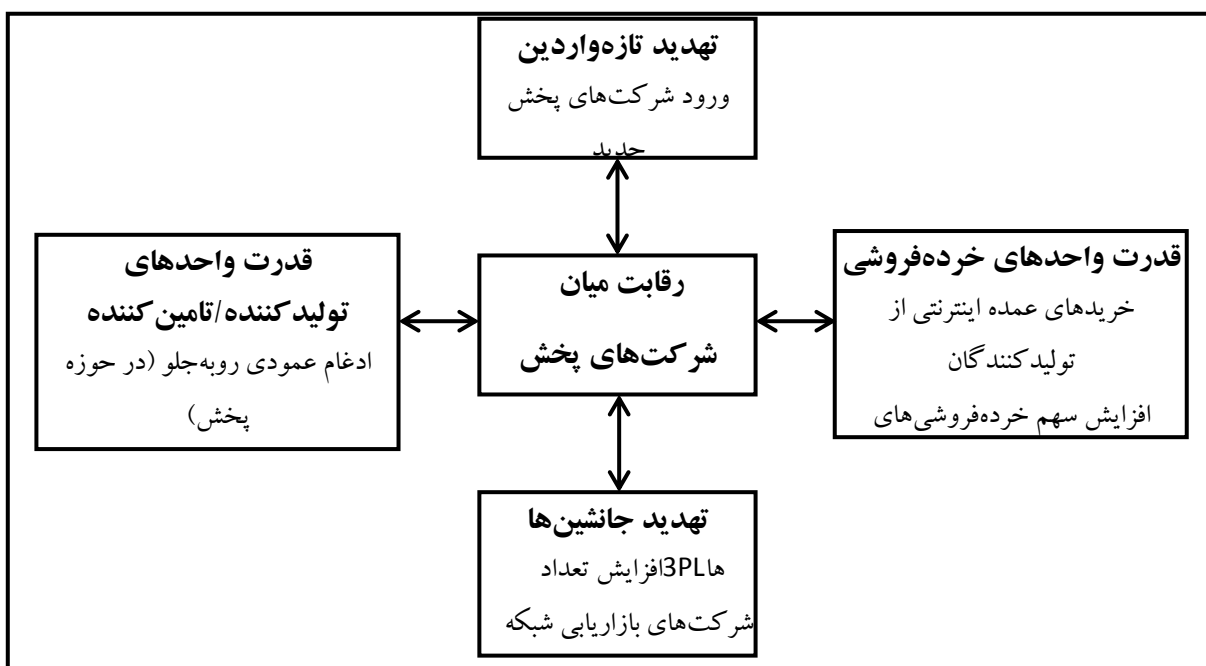 تهدید تازه‌واردین
ورود شرکت‌های پخش
جدید
قدرت واحدهای خرده‌فروشی
خریدهای عمده اینترنتی از
تولیدکنندگان
افزایش سهم خرده‌فروشی‌های
رقابت میان
شرکت‌های پخش
قدرت واحدهای
تولیدکننده/تامین‌کننده
ادغام عمودی روبه‌جلو (در حوزه
پخش)
تهدید جانشین‌ها
ها3PLافزایش تعداد
شرکت‌های بازاریابی شبکه